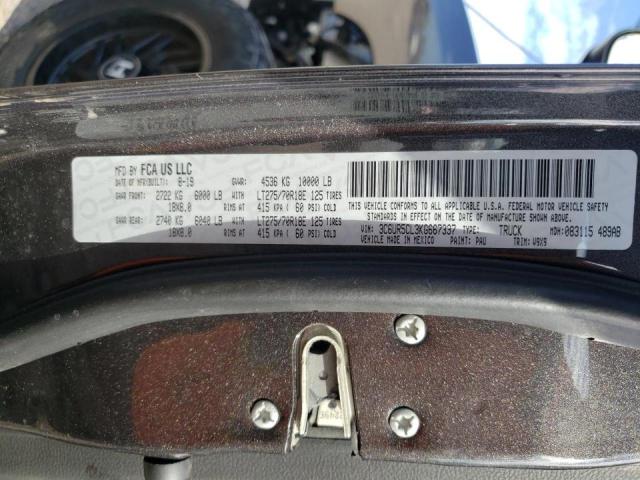 MFD BY FCA US LLC
DATE OF MFR(BUILT): 8-19 GVWR: 4536 KG 10000 LB
GAWR FRONT: 2722 KG 6000 LB WITH LT275/70R18E 125 TIRES
18X8.0 RIMS AT 415 KPA ( 60 PSI) COLD
GAWR REAR: 2740 KG 6040 LB WITH LT275/70R18E 125 TIRES
18X8.0 RIMS AT 415 KPA ( 60 PSI) COLD
THIS VEHICLE CONFORMS TO ALL APPLICABLE U.S.A. FEDERAL MOTOR VEHICLE SAFETY
STANDARDS IN EFFECT ON THE DATE OF MANUFACTURE SHOWN ABOVE.
VIN: 3C6UR5CL3KG687337 TYPE: TRUCK MDH: 083115 489AB
VEHICLE MADE IN MEXICO PAINT: PAU TRIM: V9X9